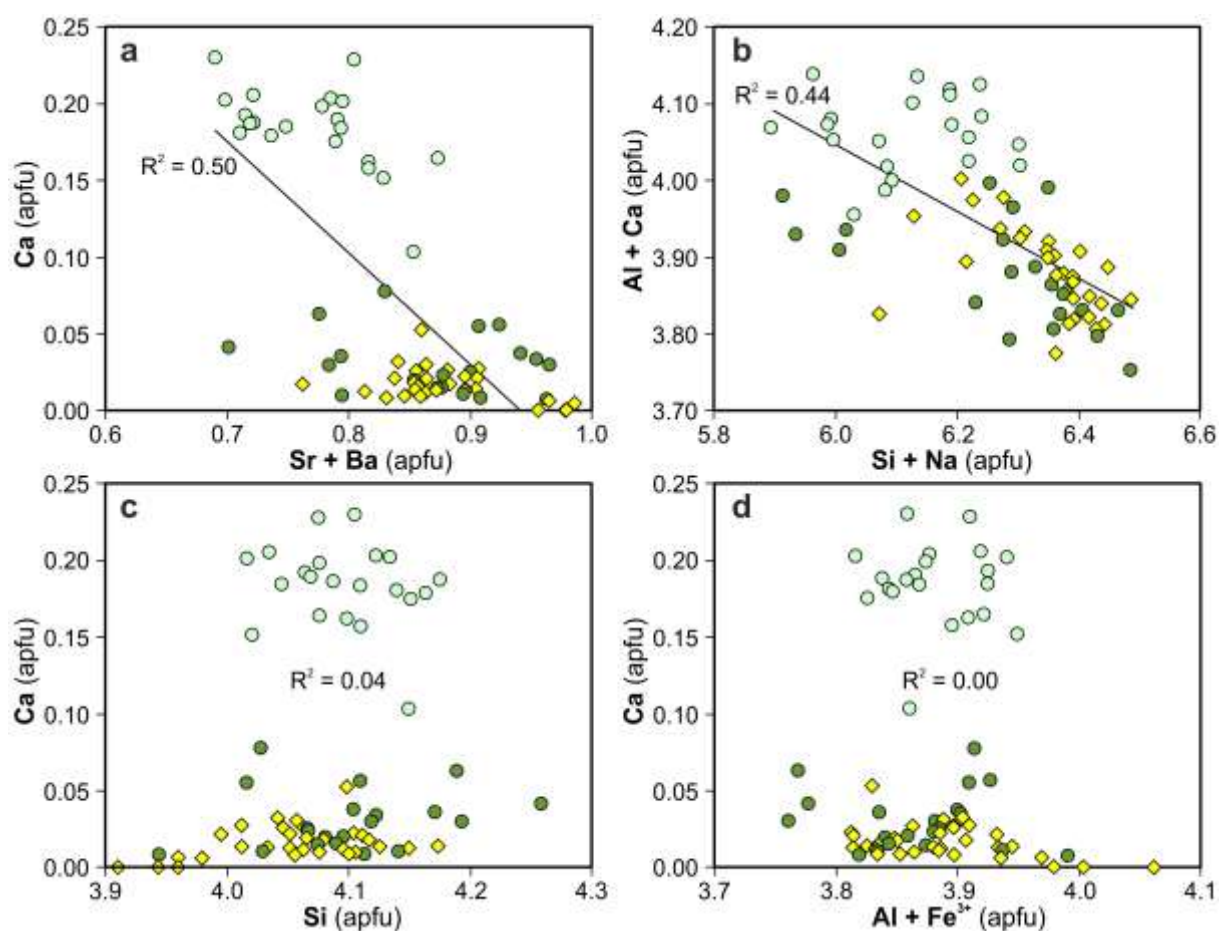 a
0.25
0.20
0.15
0.10
0.05
0.00
Ca (apfu)
R² = 0.50
0.6 0.7 0.8 0.9 1.0
Sr + Ba (apfu)
b
4.20
4.10
4.00
3.90
3.80
3.70
Al + Ca (apfu)
R² = 0.44
5.8 6.0 6.2 6.4 6.6
Si + Na (apfu)
c
0.25
0.20
0.15
0.10
0.05
0.00
Ca (apfu)
R² = 0.04
3.9 4.0 4.1 4.2 4.3
Si (apfu)
d
0.25
0.20
0.15
0.10
0.05
0.00
Ca (apfu)
R² = 0.00
3.7 3.8 3.9 4.0 4.1
Al + Fe³⁺ (apfu)